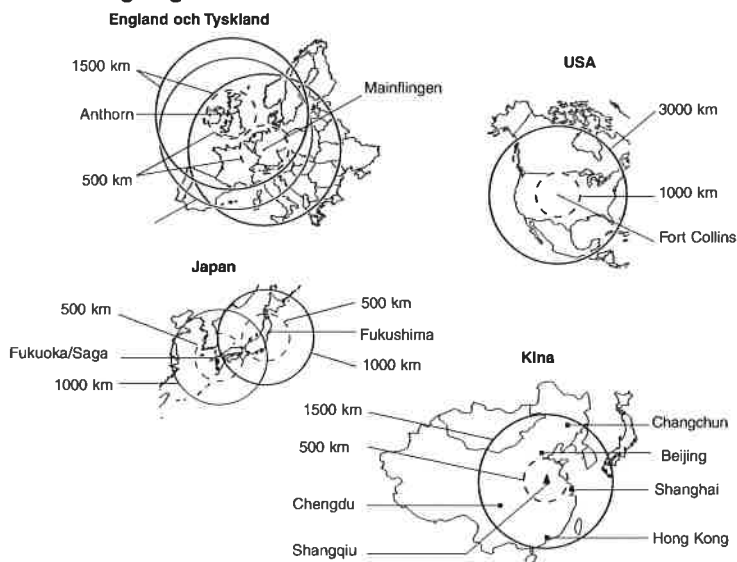 England och Tyskland
1500 km
Anthorn
500 km
Mainflingen
USA
3000 km
1000 km
Fort Collins
Japan
500 km
Fukuoka/Saga
1000 km
500 km
Fukushima
1000 km
Kina
1500 km
500 km
Chengdu
Shangqiu
Changchun
Beijing
Shanghai
Hong Kong